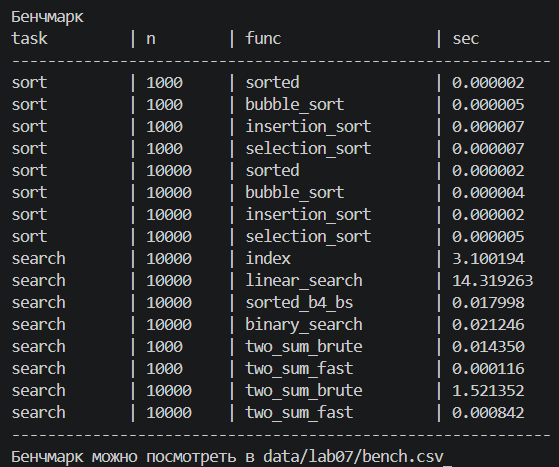 Бенчмарк
task | n | func | sec
--------------------------------------------------------
sort | 1000 | sorted | 0.000002
sort | 1000 | bubble_sort | 0.000005
sort | 1000 | insertion_sort | 0.000007
sort | 1000 | selection_sort | 0.000007
sort | 10000 | sorted | 0.000002
sort | 10000 | bubble_sort | 0.000004
sort | 10000 | insertion_sort | 0.000002
sort | 10000 | selection_sort | 0.000005
search | 10000 | index | 3.100194
search | 10000 | linear_search | 14.319263
search | 10000 | sorted_b4_bs | 0.017998
search | 10000 | binary_search | 0.021246
search | 1000 | two_sum_brute | 0.014350
search | 1000 | two_sum_fast | 0.000116
search | 10000 | two_sum_brute | 1.521352
search | 10000 | two_sum_fast | 0.000842
--------------------------------------------------------
Бенчмарк можно посмотреть в data/lab07/bench.csv